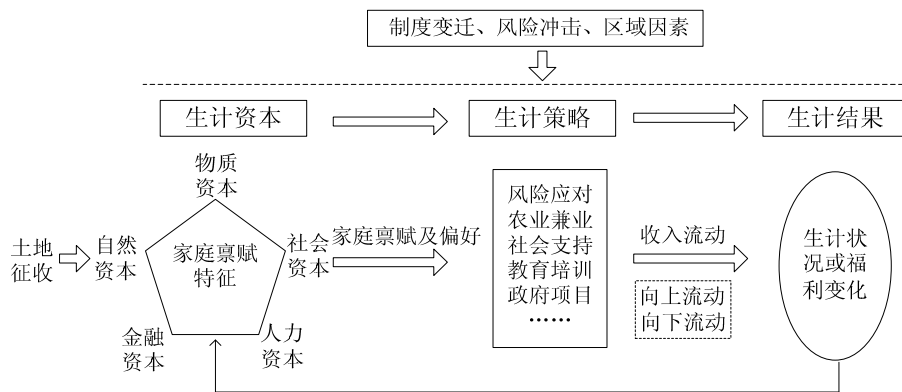 制度变迁、风险冲击、区域因素
生计资本
生计策略
生计结果
物质
资本
土地
征收
自然
资本
家庭禀赋
特征
社会
资本
金融
资本
人力
资本
家庭禀赋及偏好
风险应对
农业兼业
社会支持
教育培训
政府项目
……
收入流动
向上流动
向下流动
生计状
况或福
利变化